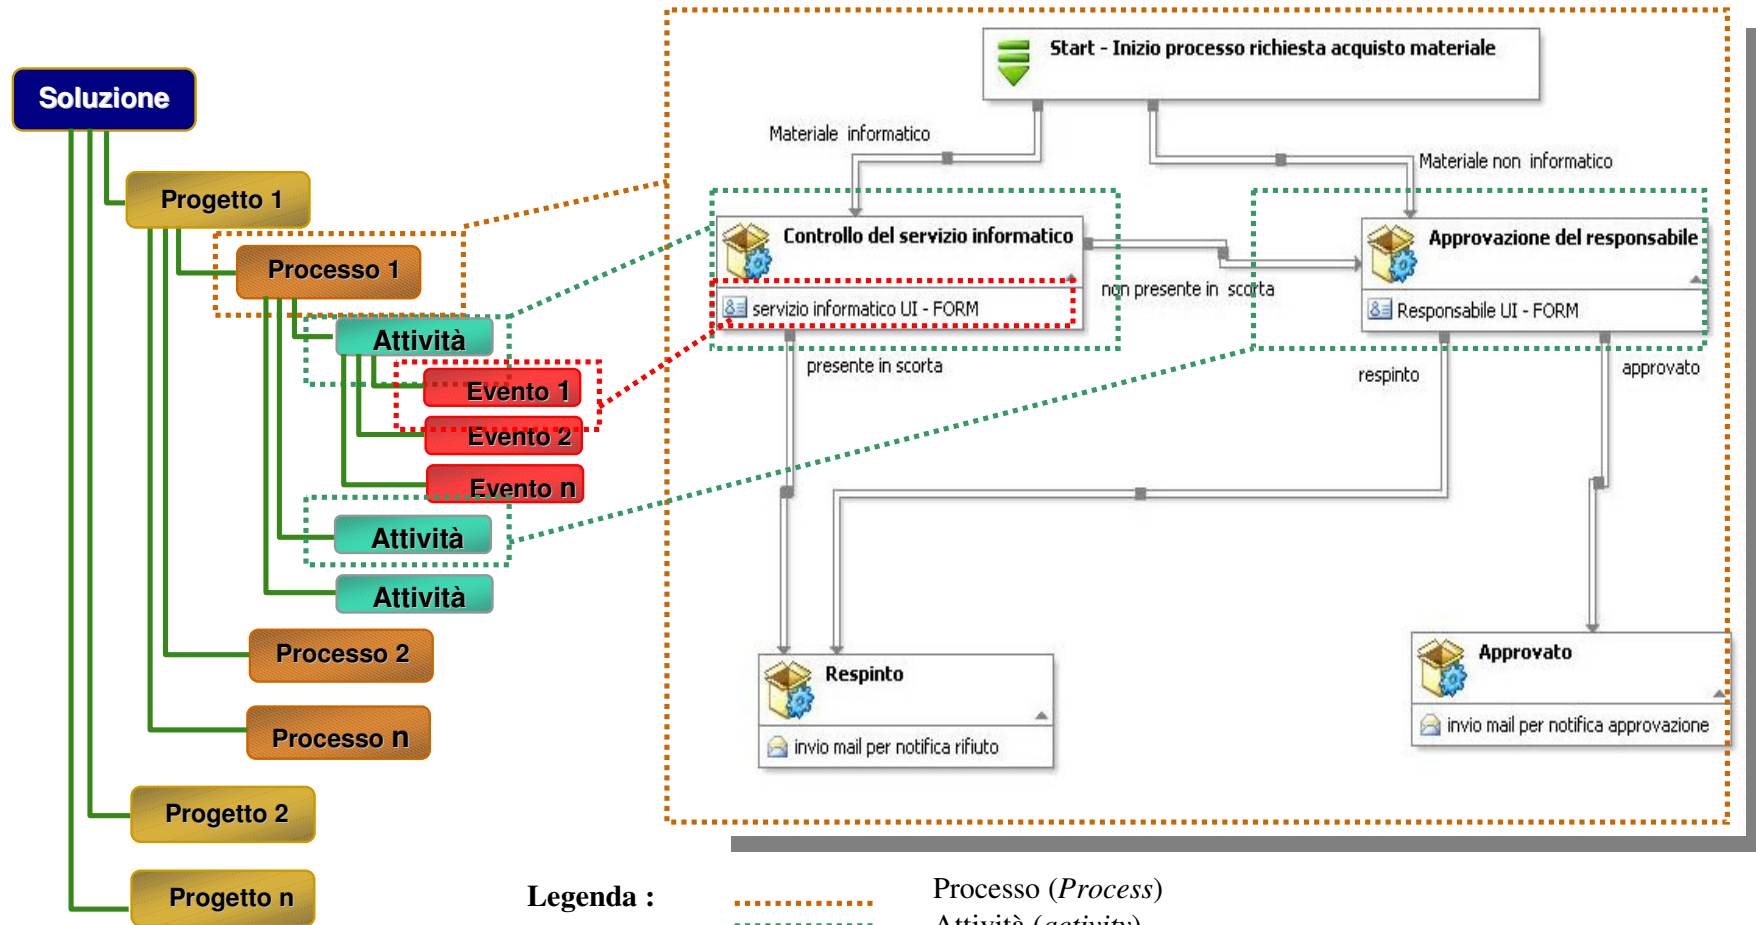 Soluzione
Progetto 1
Processo 1
Attività
Evento 1
Evento 2
Evento n
Attività
Attività
Processo 2
Processo n
Progetto 2
Progetto n
Start - Inizio processo richiesta acquisto materiale
Materiale informatico
Materiale non informatico
Controllo del servizio informatico
servizio informatico UI - FORM
non presente in scorta
Approvazione del responsabile
Responsabile UI - FORM
presente in scorta
respinto
approvato
Respinto
invio mail per notifica rifiuto
Approvato
invio mail per notifica approvazione
Legenda :
Processo (Process)
Attività (activity)